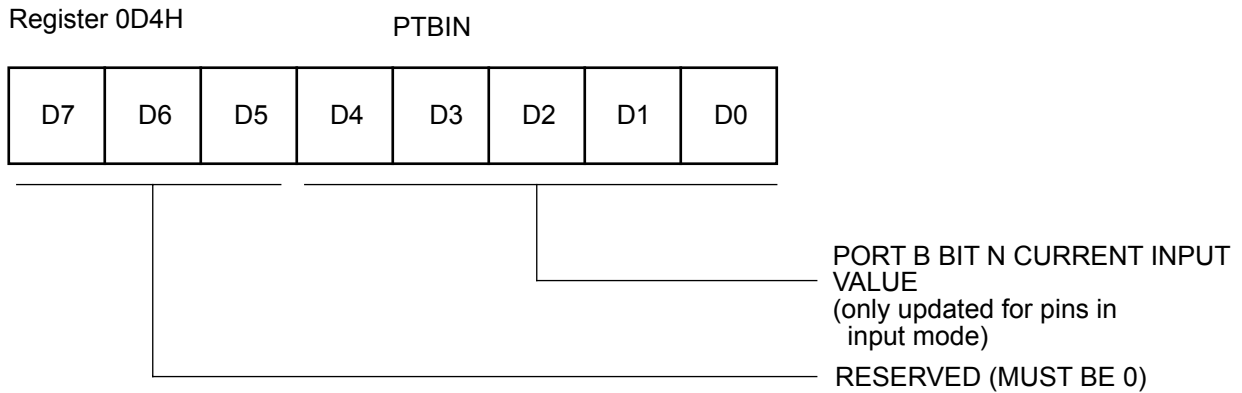 Register 0D4H PTBIN
D7 D6 D5 D4 D3 D2 D1 D0
PORT B BIT N CURRENT INPUT
VALUE
(only updated for pins in
input mode)
RESERVED (MUST BE 0)